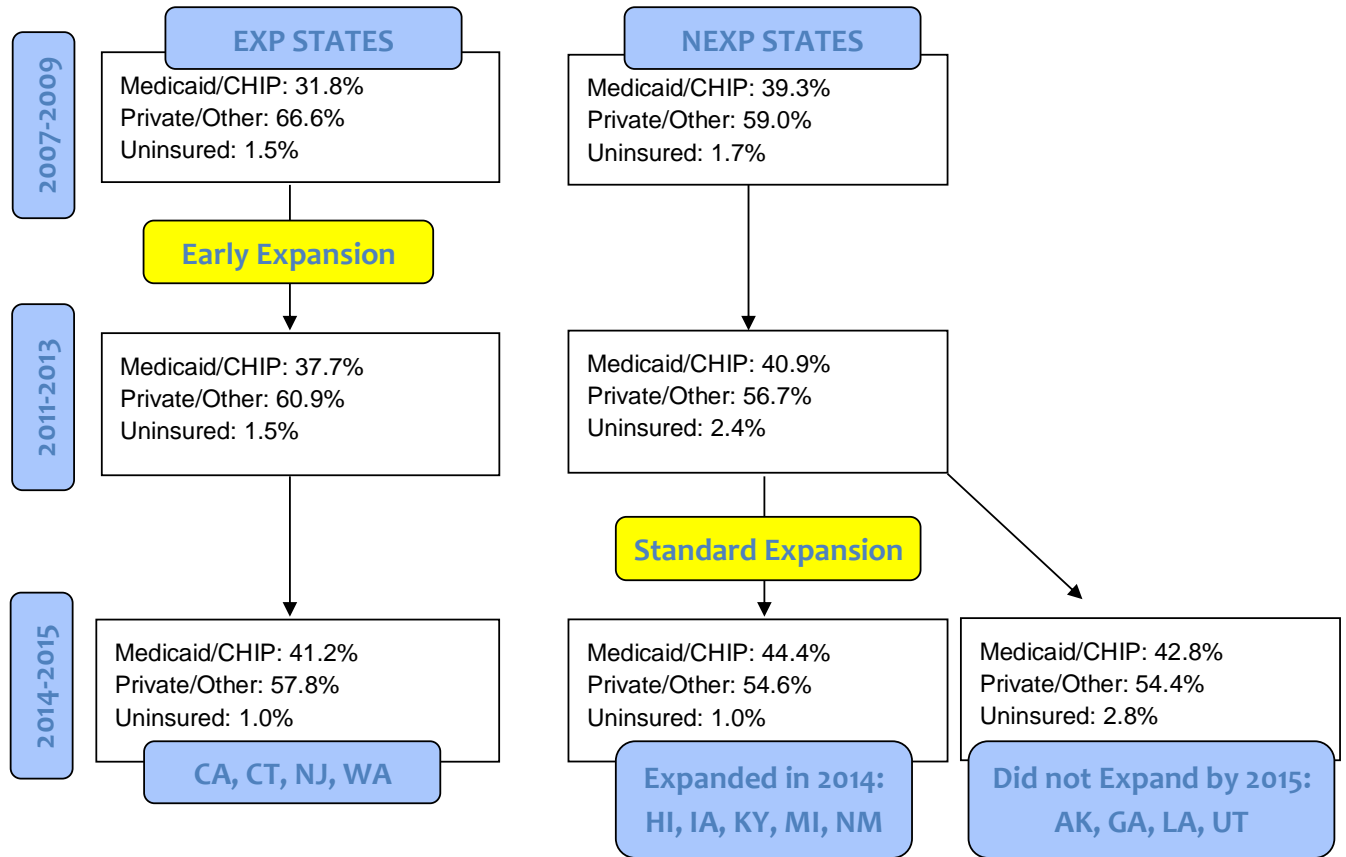 EXP STATES
NEXP STATES
2007-2009
Medicaid/CHIP: 31.8%
Private/Other: 66.6%
Uninsured: 1.5%
Medicaid/CHIP: 39.3%
Private/Other: 59.0%
Uninsured: 1.7%
Early Expansion
2011-2013
Medicaid/CHIP: 37.7%
Private/Other: 60.9%
Uninsured: 1.5%
Medicaid/CHIP: 40.9%
Private/Other: 56.7%
Uninsured: 2.4%
Standard Expansion
2014-2015
Medicaid/CHIP: 41.2%
Private/Other: 57.8%
Uninsured: 1.0%
Medicaid/CHIP: 44.4%
Private/Other: 54.6%
Uninsured: 1.0%
Medicaid/CHIP: 42.8%
Private/Other: 54.4%
Uninsured: 2.8%
CA, CT, NJ, WA
Expanded in 2014:
HI, IA, KY, MI, NM
Did not Expand by 2015:
AK, GA, LA, UT